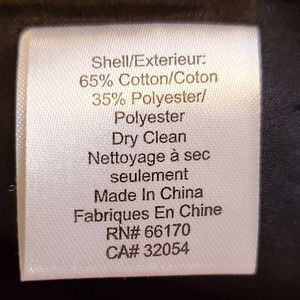 Shell/Exterieur:
65% Cotton/Coton
35% Polyester/
Polyester
Dry Clean
Nettoyage à sec
seulement
Made In China
Fabriques En Chine
RN# 66170
CA# 32054